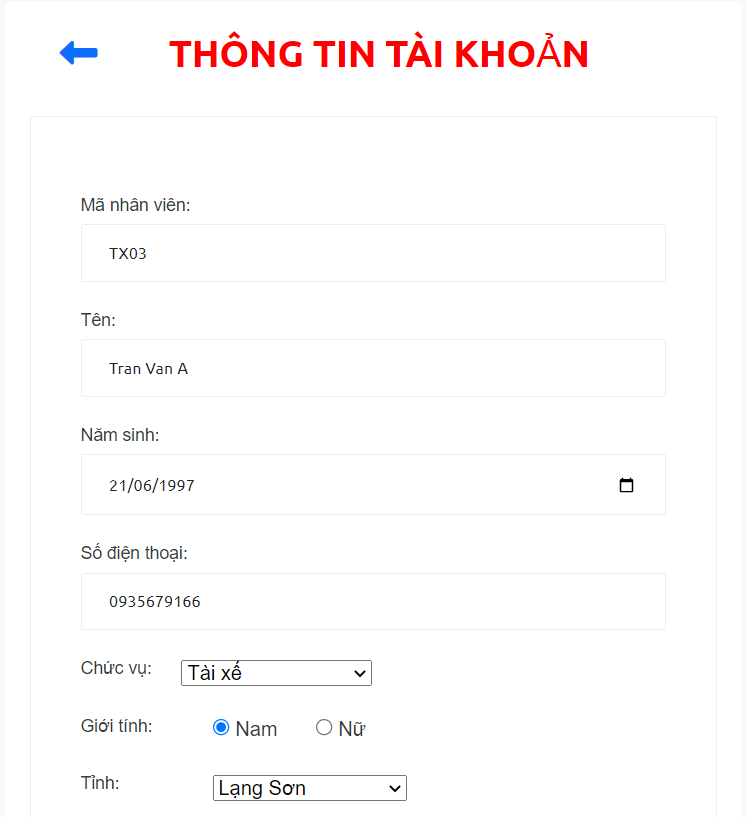 THÔNG TIN TÀI KHOẢN
Mã nhân viên:
TX03
Tên:
Tran Van A
Năm sinh:
21/06/1997
Số điện thoại:
0935679166
Chức vụ: Tài xế
Giới tính: Nam Nữ
Tỉnh: Lạng Sơn